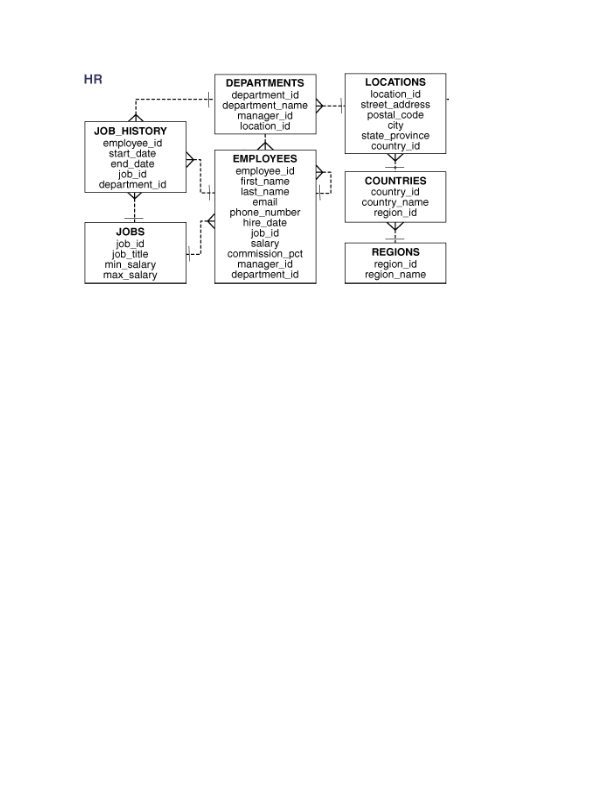 HR
DEPARTMENTS
department_id
department_name
manager_id
location_id
LOCATIONS
location_id
street_address
postal_code
city
state_province
country_id
JOB_HISTORY
employee_id
start_date
end_date
job_id
department_id
EMPLOYEES
employee_id
first_name
last_name
email
phone_number
hire_date
job_id
salary
commission_pct
manager_id
department_id
COUNTRIES
country_id
country_name
region_id
JOBS
job_id
job_title
min_salary
max_salary
REGIONS
region_id
region_name